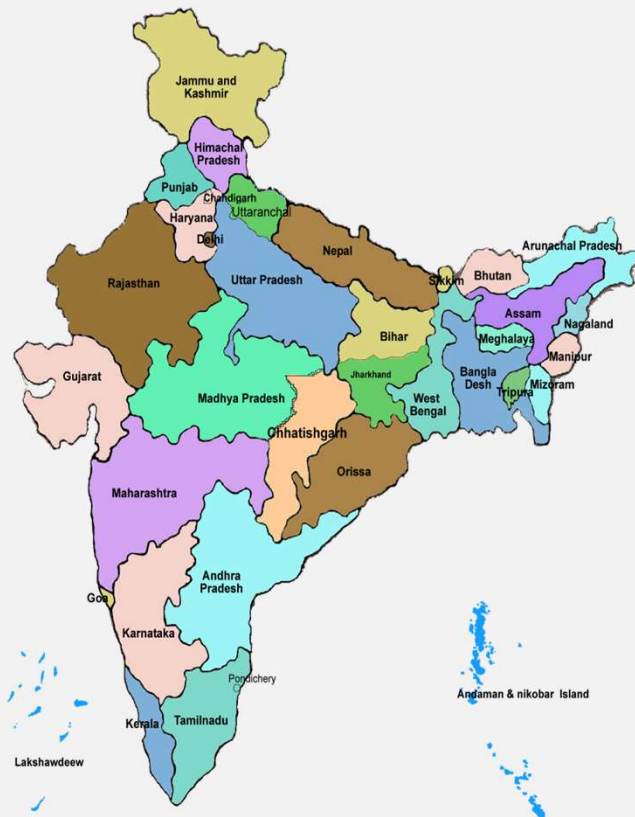 Jammu and
Kashmir
Himachal
Pradesh
Punjab
Chandigarh
Uttaranchal
Haryana
Delhi
Rajasthan
Uttar Pradesh
Nepal
Sikkim
Bhutan
Arunachal Pradesh
Assam
Nagaland
Meghalaya
Manipur
Bihar
Gujarat
Madhya Pradesh
Jharkhand
West
Bengal
Bangla
Desh
Tripura
Mizoram
Chhatishgarh
Orissa
Maharashtra
Andhra
Pradesh
Goa
Karnataka
Pondichery
Andaman & nikobar Island
Kerala
Tamilnadu
Lakshawdeew